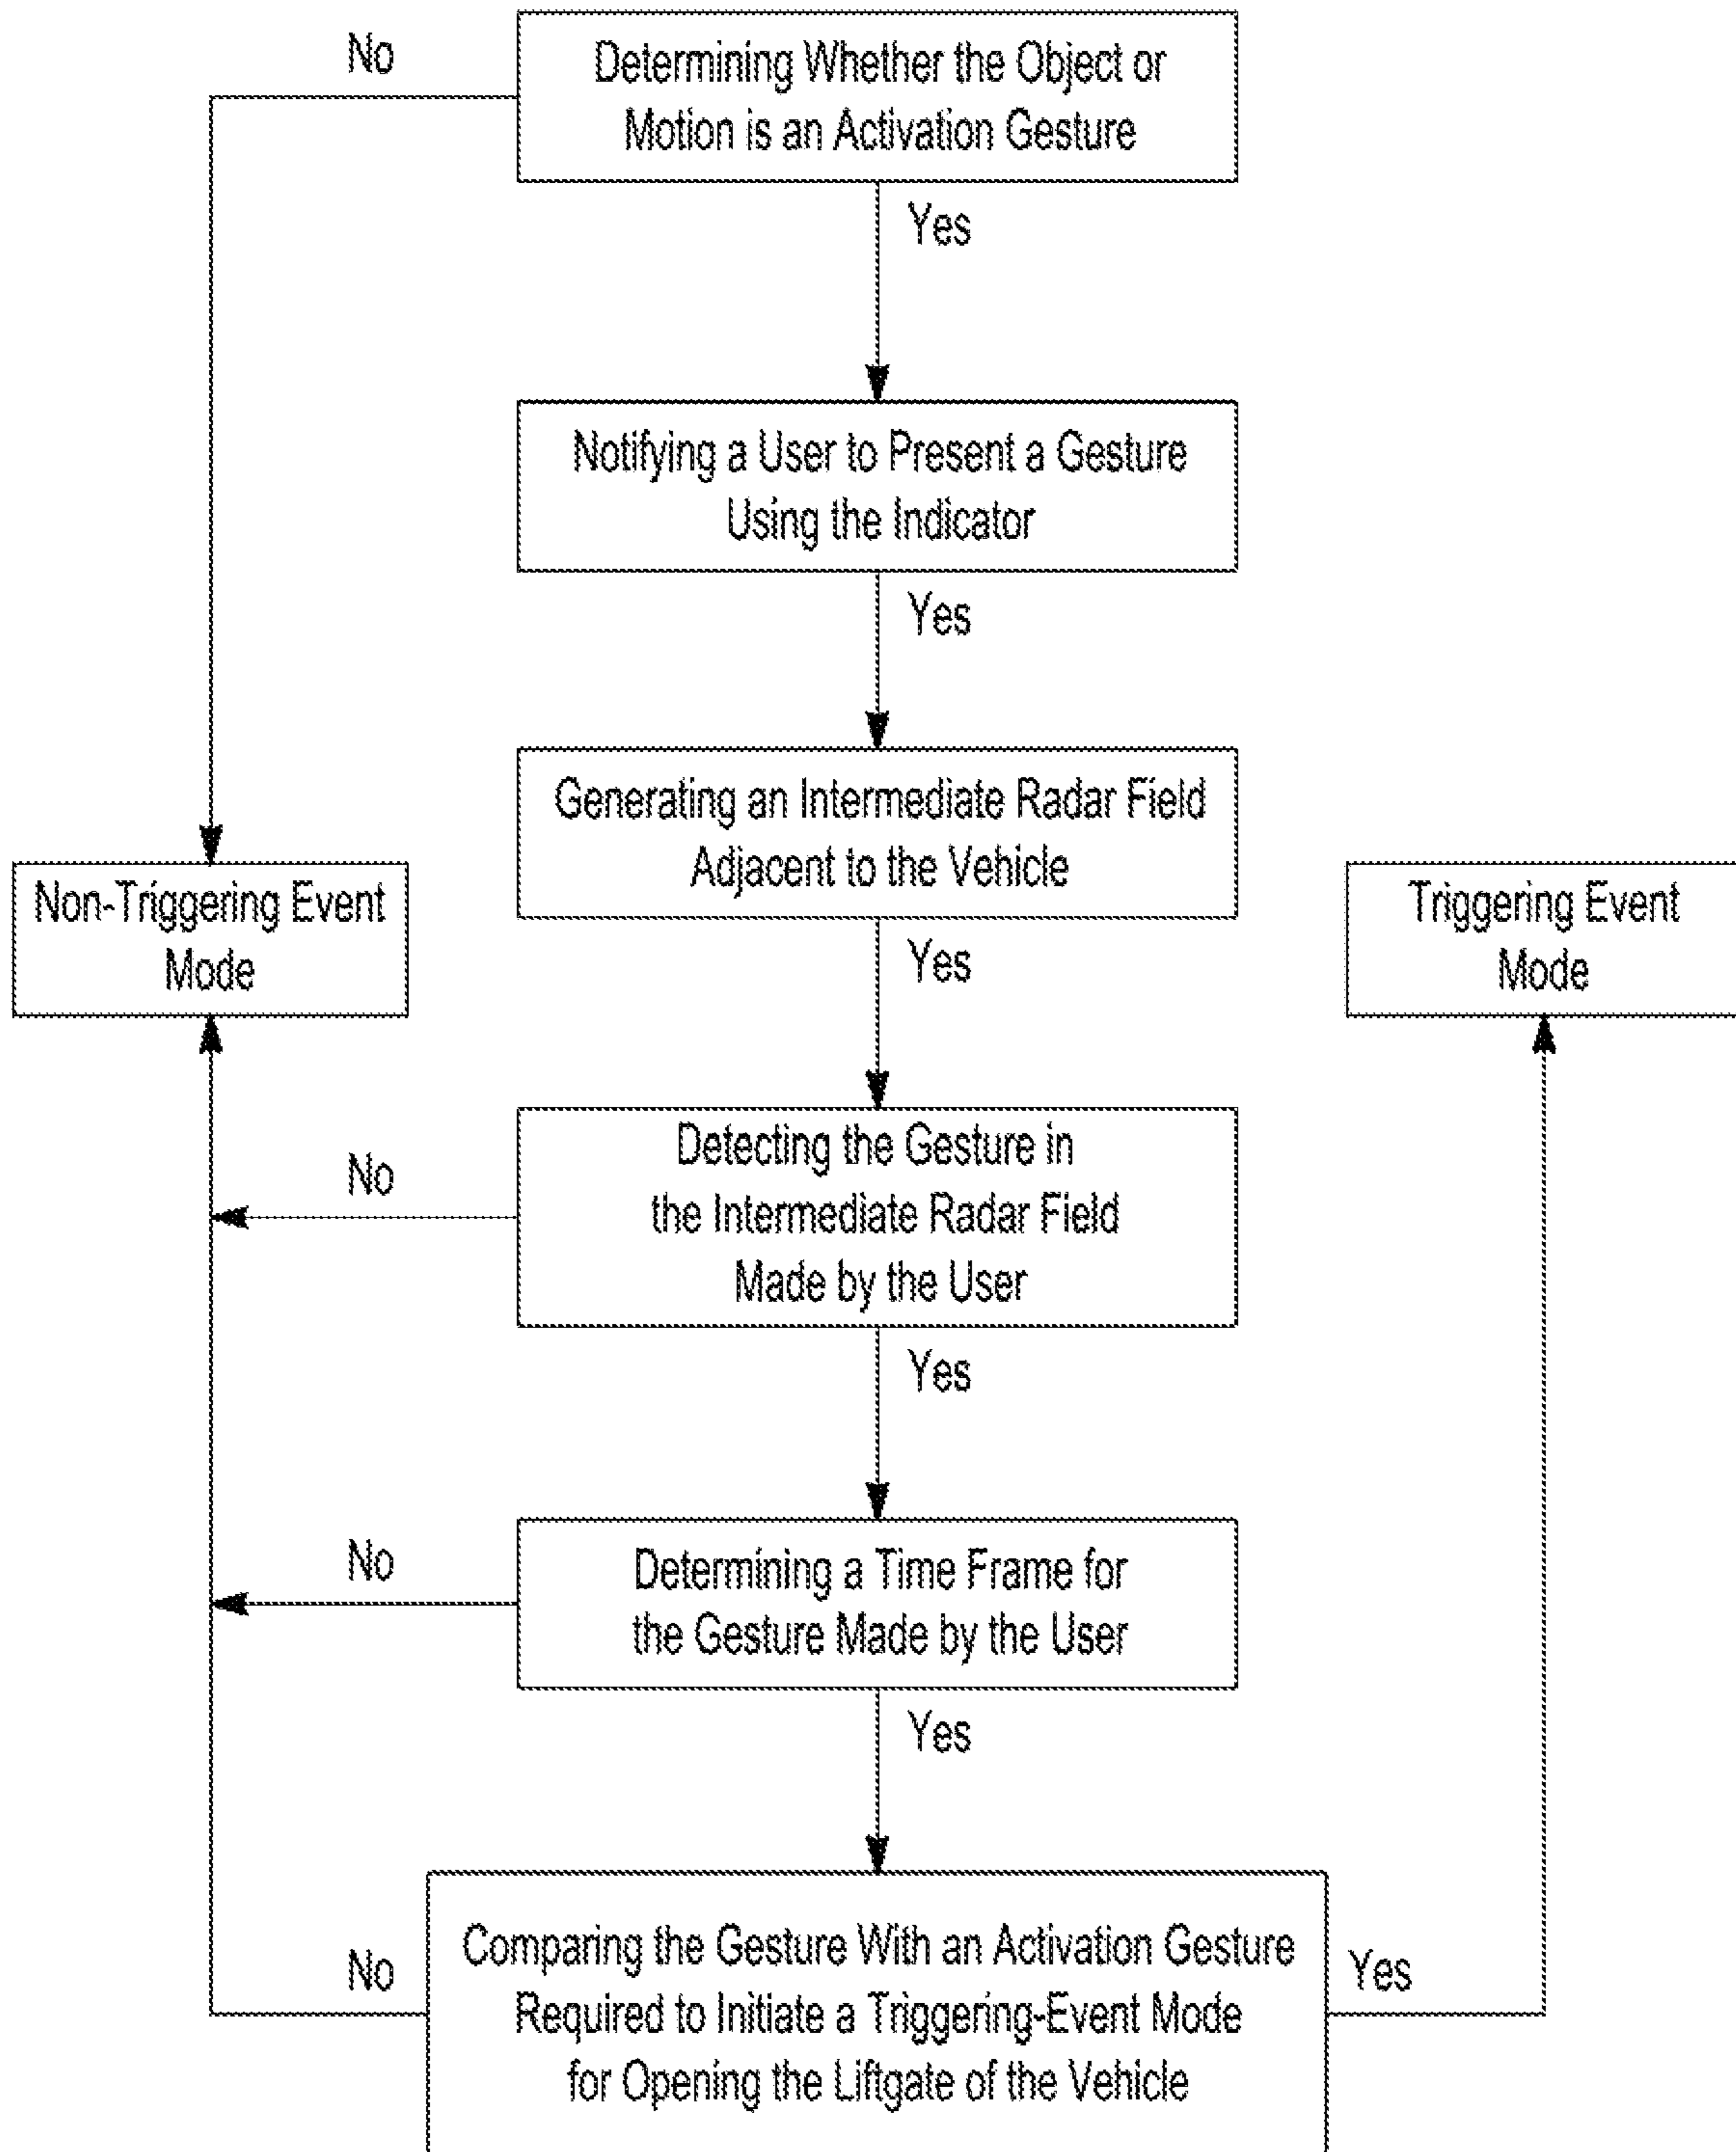 No
Determining Whether the Object or
Motion is an Activation Gesture
Yes
Notifying a User to Present a Gesture
Using the Indicator
Yes
Generating an Intermediate Radar Field
Adjacent to the Vehicle
Non-Triggering Event
Mode
Triggering Event
Mode
Yes
Detecting the Gesture in
the Intermediate Radar Field
Made by the User
No
Yes
No
Determining a Time Frame for
the Gesture Made by the User
Yes
No
Comparing the Gesture With an Activation Gesture
Required to Initiate a Triggering-Event Mode
for Opening the Liftgate of the Vehicle
Yes